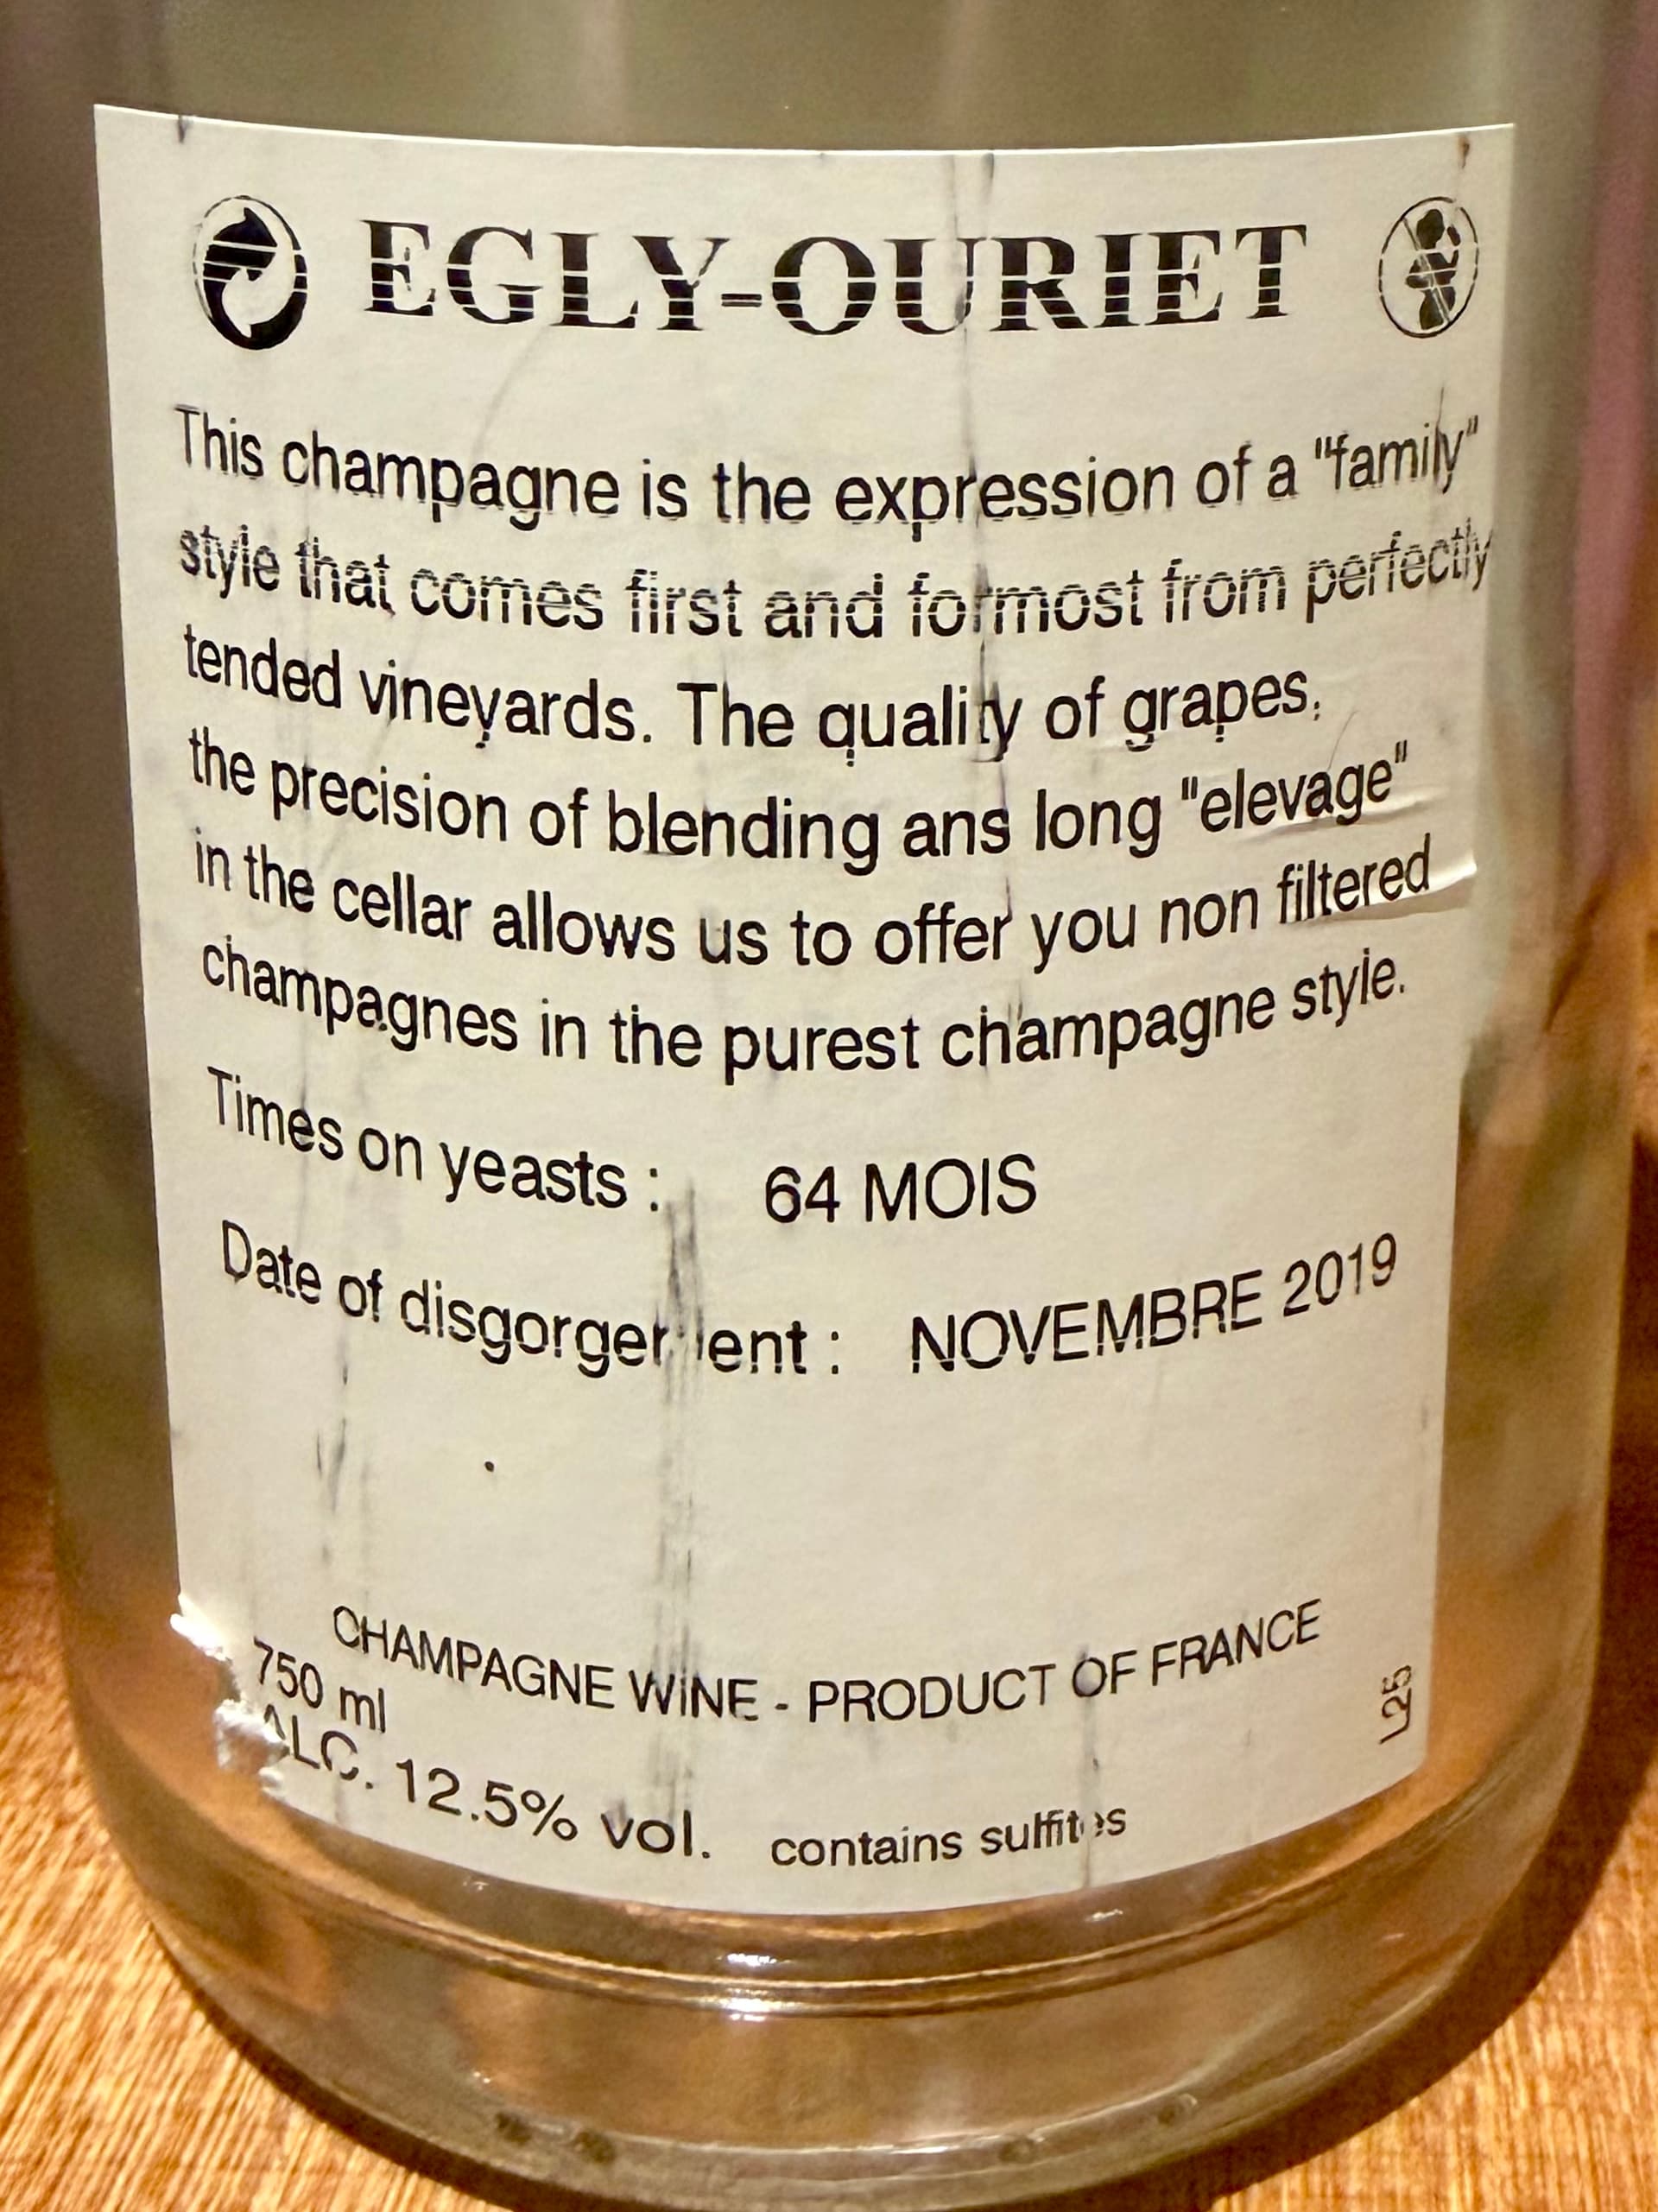 EGLY-OURIET
This champagne is the expression of a "family"
style that comes first and formost from perfectly
tended vineyards. The quality of grapes,
the precision of blending ans long "elevage"
in the cellar allows us to offer you non filtered
champagnes in the purest champagne style.
Times on yeasts : 64 MOIS
Date of disgorgement : NOVEMBRE 2019
CHAMPAGNE WINE - PRODUCT OF FRANCE
750 ml
ALC. 12.5% vol. contains sulfites
L25